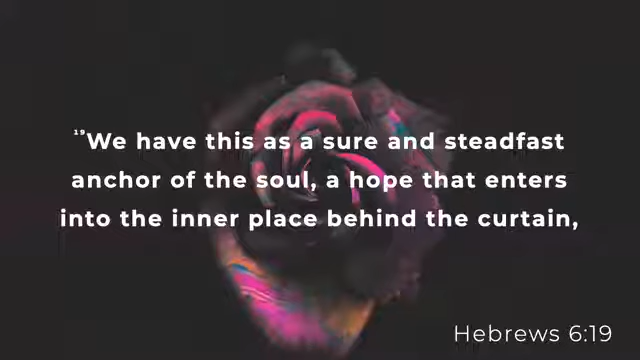 ¹⁹We have this as a sure and steadfast
anchor of the soul, a hope that enters
into the inner place behind the curtain,
Hebrews 6:19